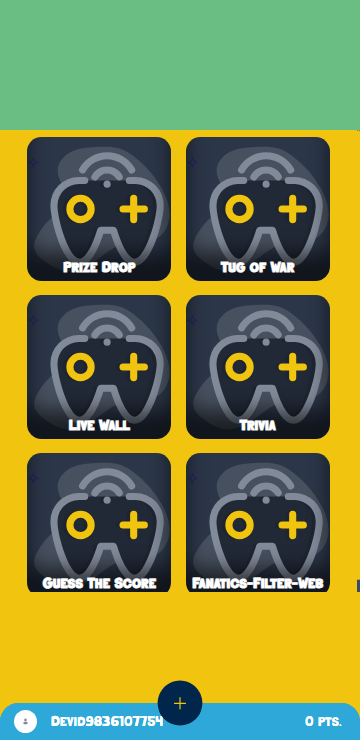 Prize Drop
Tug of War
Live Wall
Trivia
Guess The Score
Fanatics-Filter-Web
Devid9836107754
0 PTS.